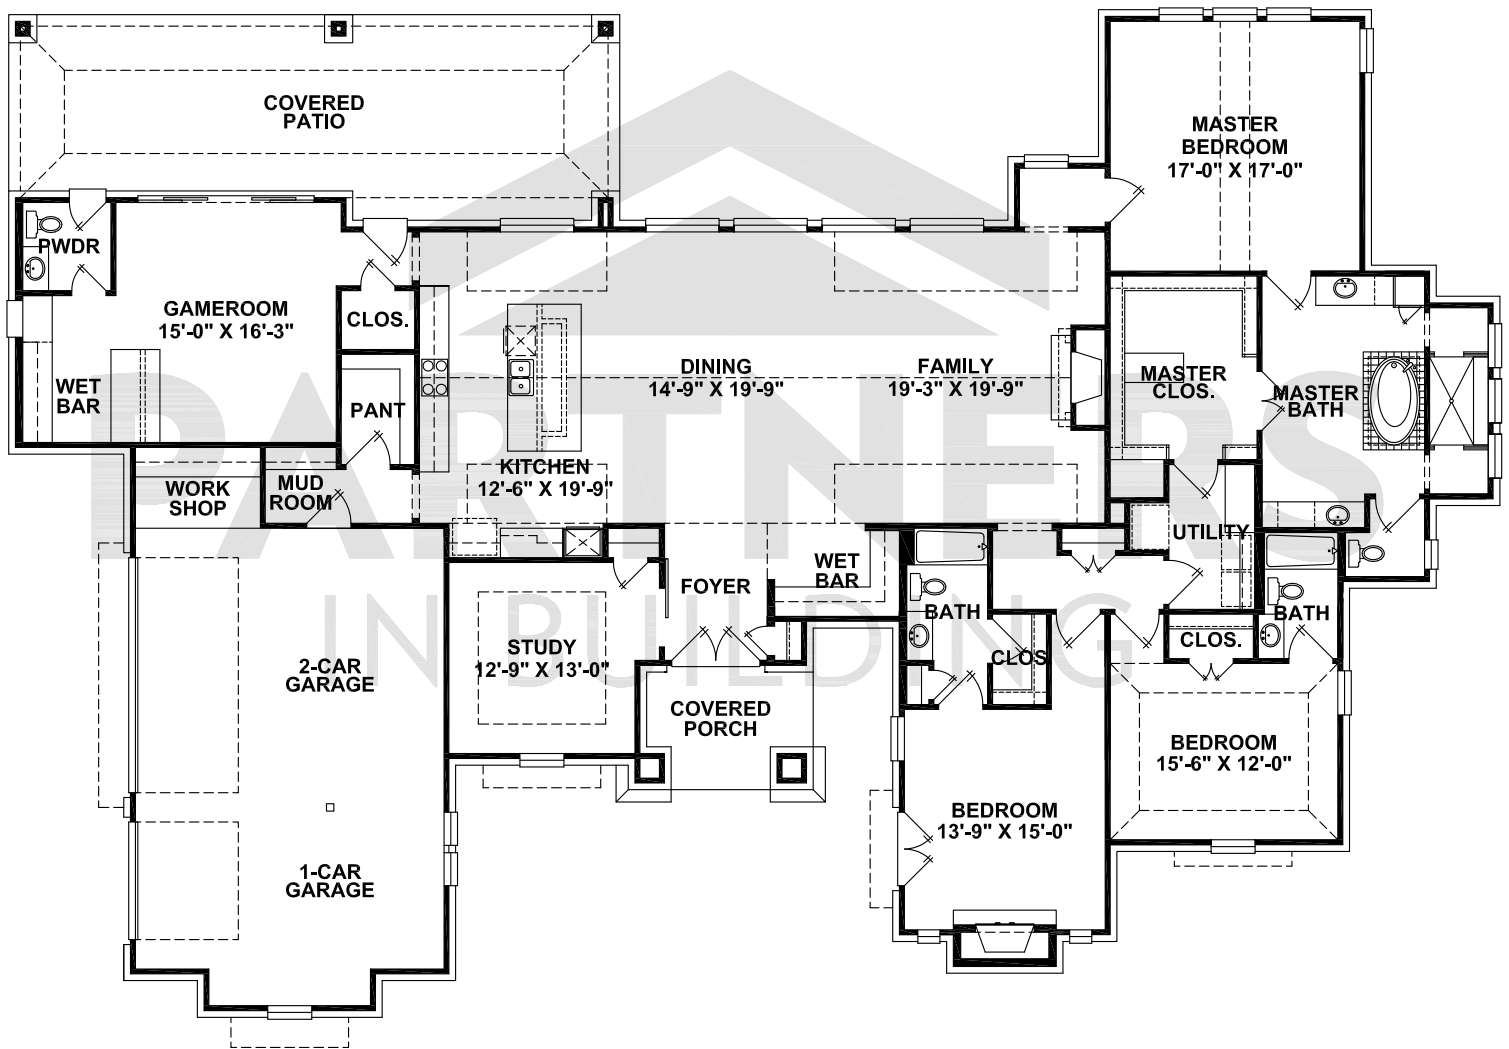 COVERED
PATIO
MASTER
BEDROOM
17'-0" X 17'-0"
PWDR
GAMEROOM
15'-0" X 16'-3"
CLOS.
WET
BAR
PANT
DINING
14'-9" X 19'-9"
FAMILY
19'-3" X 19'-9"
MASTER
CLOS.
MASTER
BATH
PARTNERS
IN BUILDING
KITCHEN
12'-6" X 19'-9"
WORK
SHOP
MUD
ROOM
UTILITY
WET
BAR
FOYER
BATH
BATH
STUDY
12'-9" X 13'-0"
CLOS
CLOS.
2-CAR
GARAGE
COVERED
PORCH
BEDROOM
15'-6" X 12'-0"
BEDROOM
13'-9" X 15'-0"
1-CAR
GARAGE